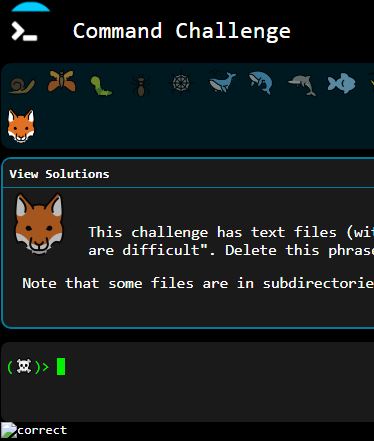 Command Challenge
View Solutions
This challenge has text files (wit
are difficult". Delete this phrase
Note that some files are in subdirectorie
( )>
correct